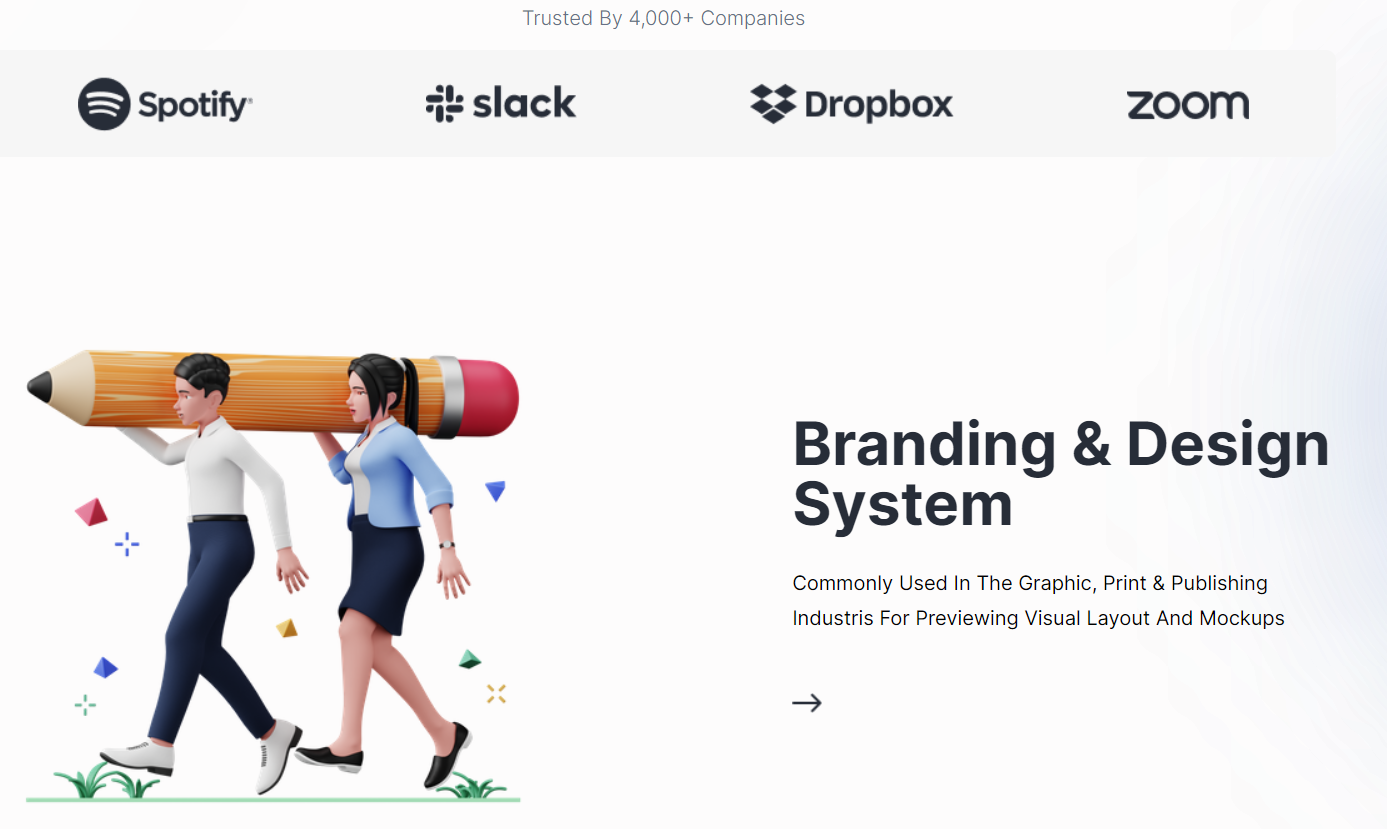 Trusted By 4,000+ Companies
Spotify®
slack
Dropbox
zoom
Branding & Design
System
Commonly Used In The Graphic, Print & Publishing
Industris For Previewing Visual Layout And Mockups